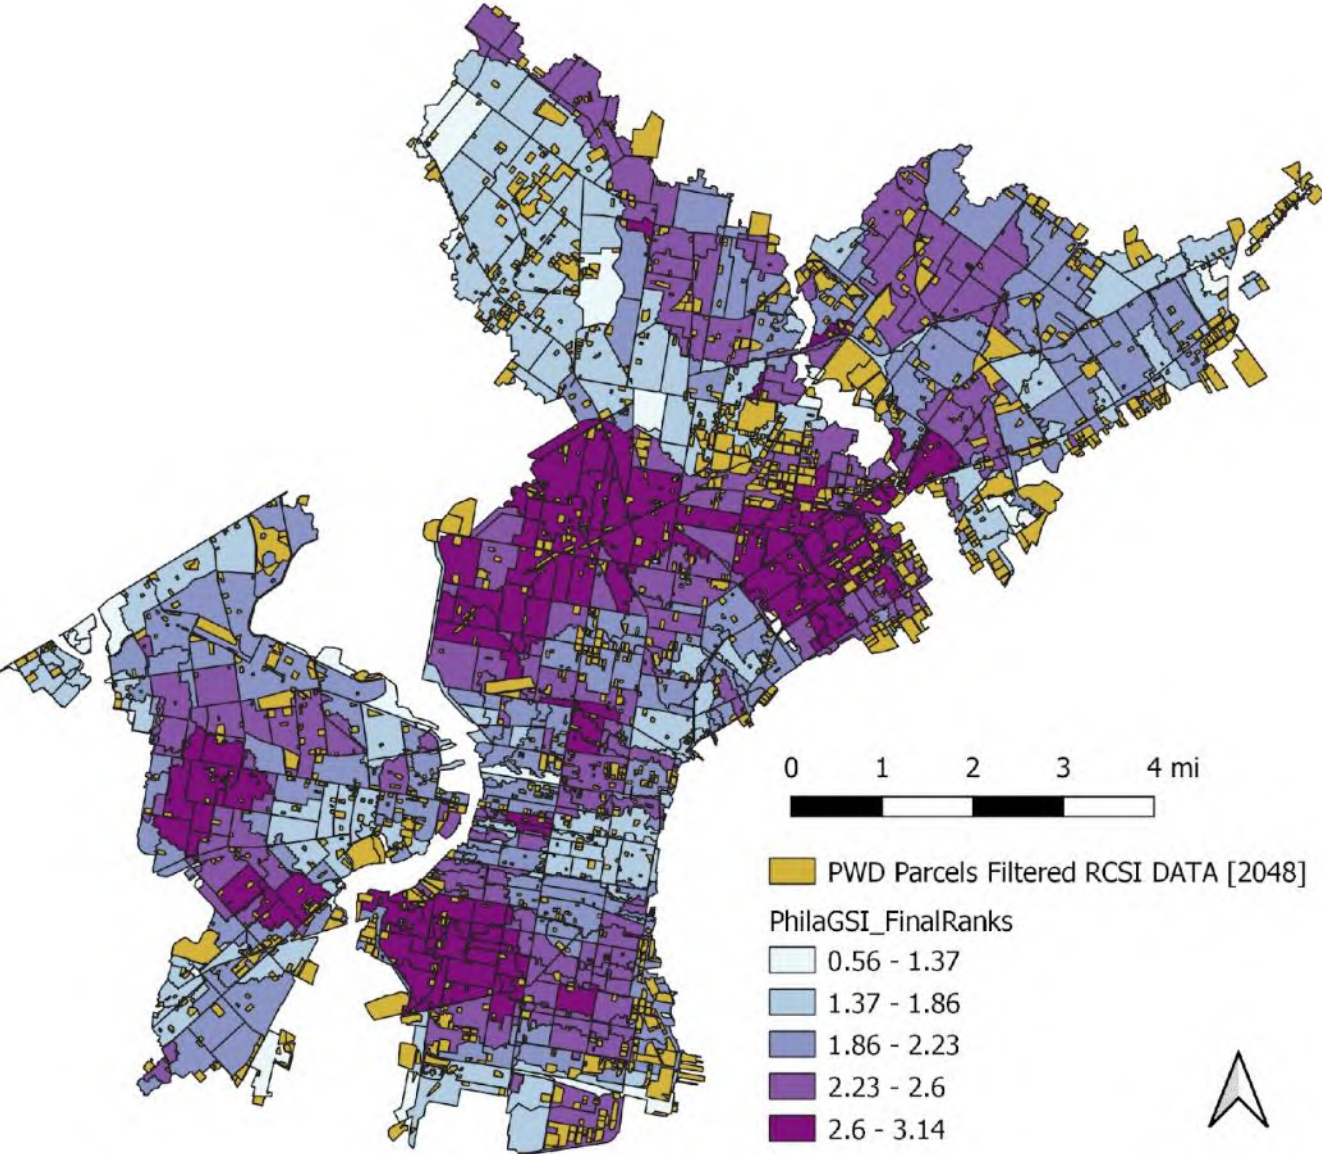 0 1 2 3 4 mi
PWD Parcels Filtered RCSI DATA [2048]
PhilaGSI_FinalRanks
0.56 - 1.37
1.37 - 1.86
1.86 - 2.23
2.23 - 2.6
2.6 - 3.14